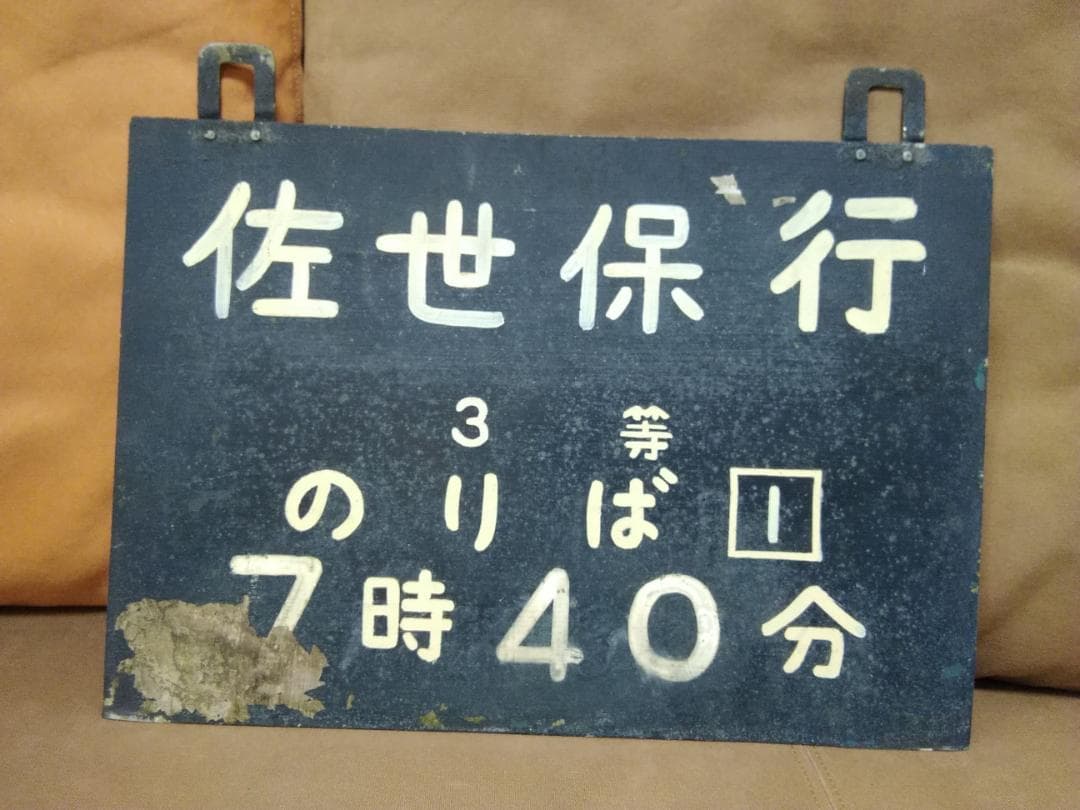 佐世保行
3等
のりば 1
7時40分